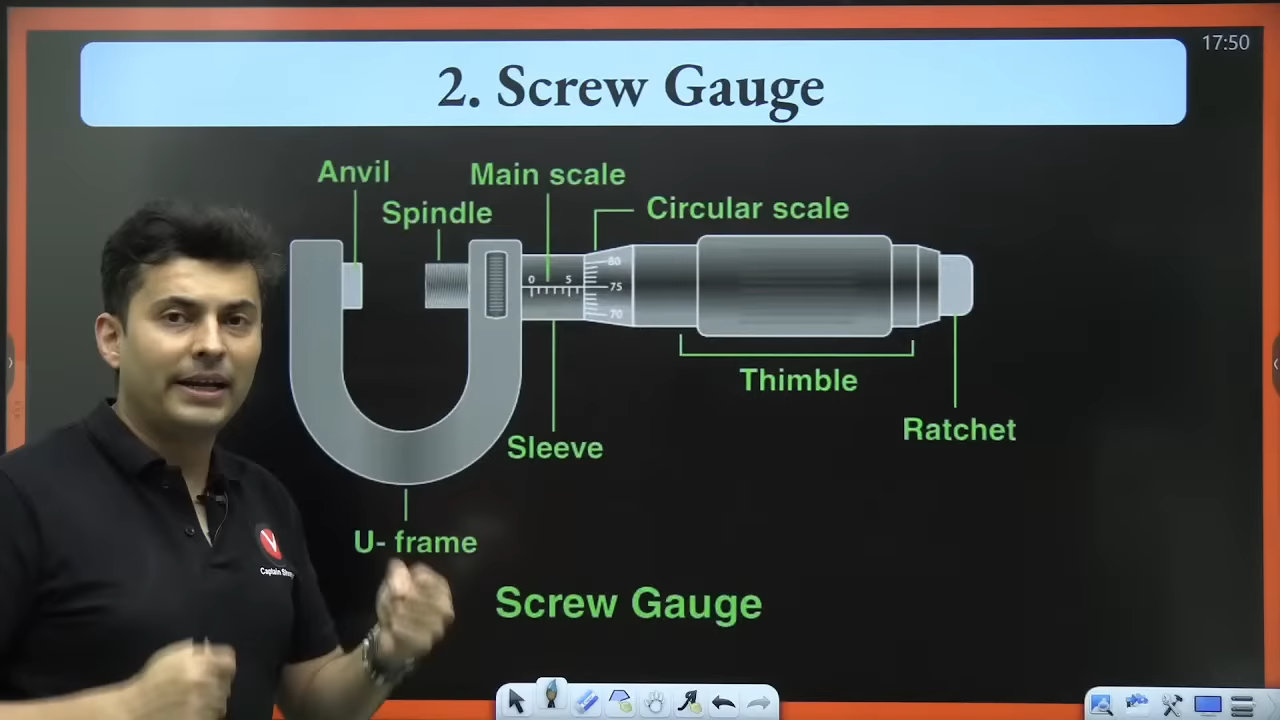 17:50
2. Screw Gauge
Anvil
Main scale
Spindle
Circular scale
80
0 5
75
70
Thimble
Ratchet
Sleeve
U- frame
V
Screw Gauge